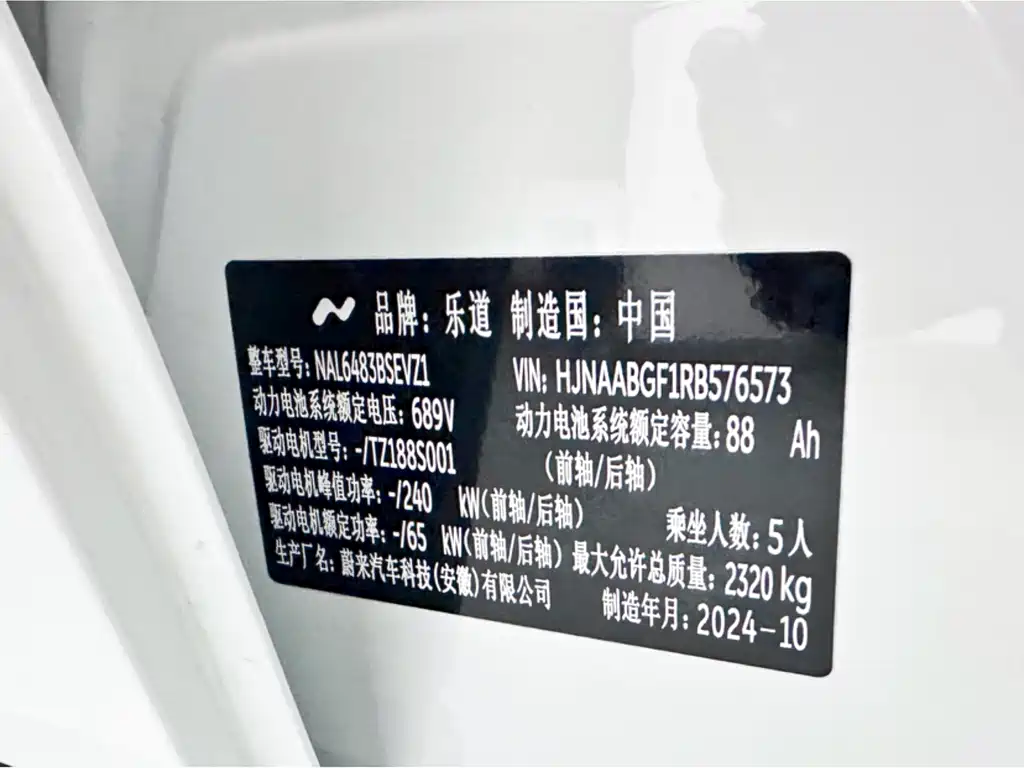 品牌: 乐道 制造国: 中国
整车型号: NAL6483BSEVZ1 VIN: HJNAABGF1RB576573
动力电池系统额定电压: 689V 动力电池系统额定容量: 88 Ah
驱动电机型号: -/TZ188S001 (前轴/后轴)
驱动电机峰值功率: -/240 kW(前轴/后轴) 乘坐人数: 5人
驱动电机额定功率: -/65 kW(前轴/后轴) 最大允许总质量: 2320 kg
生产厂名: 蔚来汽车科技(安徽)有限公司 制造年月: 2024-10